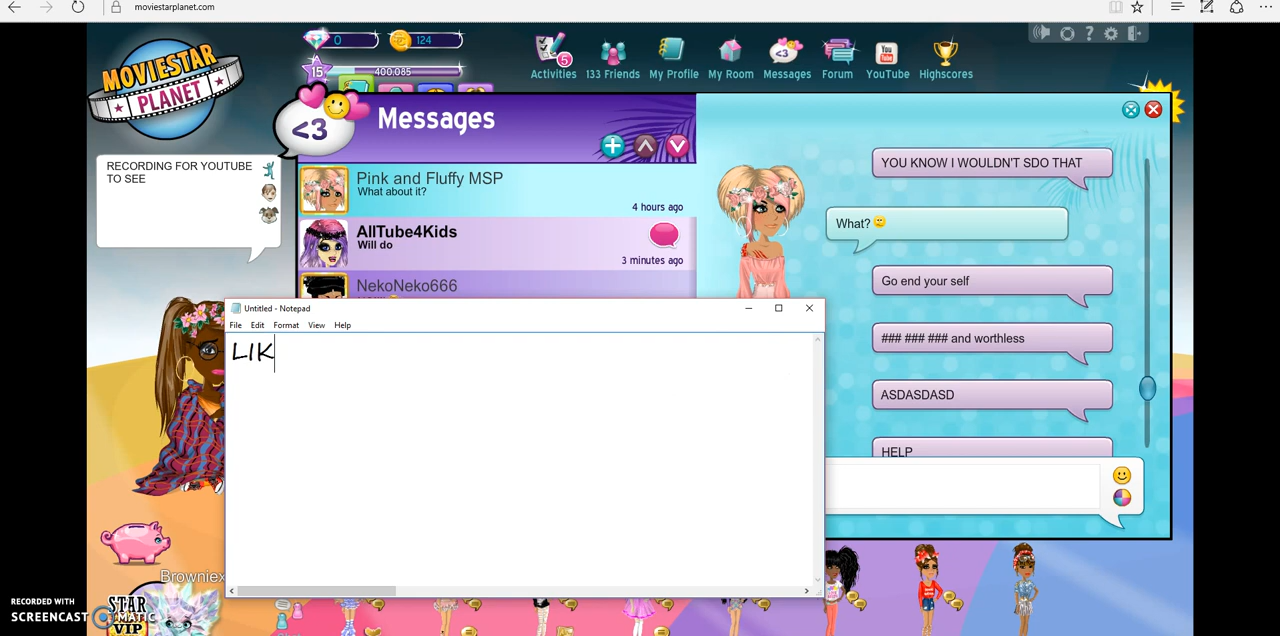 moviestarplanet.com
MOVIESTAR
PLANET
0
124
15
400.085
5
Activities
133 Friends
My Profile
My Room
<3
Messages
Forum
You
Tube
YouTube
Highscores
?
<3
Messages
RECORDING FOR YOUTUBE
TO SEE
Pink and Fluffy MSP
What about it?
4 hours ago
AllTube4Kids
Will do
3 minutes ago
NekoNeko666
YOU KNOW I WOULDN'T SDO THAT
What?
Go end your self
### ### ### and worthless
ASDASDASD
HELP
Untitled - Notepad
File Edit Format View Help
LIK
Browniex
STAR
VIP
RECORDED WITH
SCREENCAST MATIC